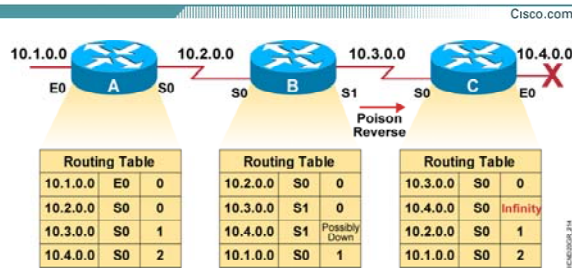 Cisco.com
10.1.0.0 10.2.0.0 10.3.0.0 10.4.0.0
E0 A S0 S0 B S1 S0 C E0
X
Poison
Reverse
Routing Table
10.1.0.0 E0 0
10.2.0.0 S0 0
10.3.0.0 S0 1
10.4.0.0 S0 2
Routing Table
10.2.0.0 S0 0
10.3.0.0 S1 0
10.4.0.0 S1 Possibly
Down
10.1.0.0 S0 1
Routing Table
10.3.0.0 S0 0
10.4.0.0 S0 Infinity
10.2.0.0 S0 1
10.1.0.0 S0 2